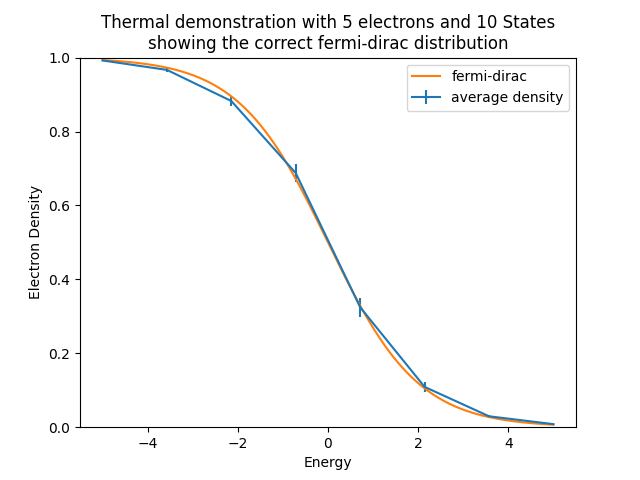 Thermal demonstration with 5 electrons and 10 States
showing the correct fermi-dirac distribution
fermi-dirac
average density
1.0
0.8
0.6
0.4
0.2
0.0
Electron Density
−4
−2
0
2
4
Energy